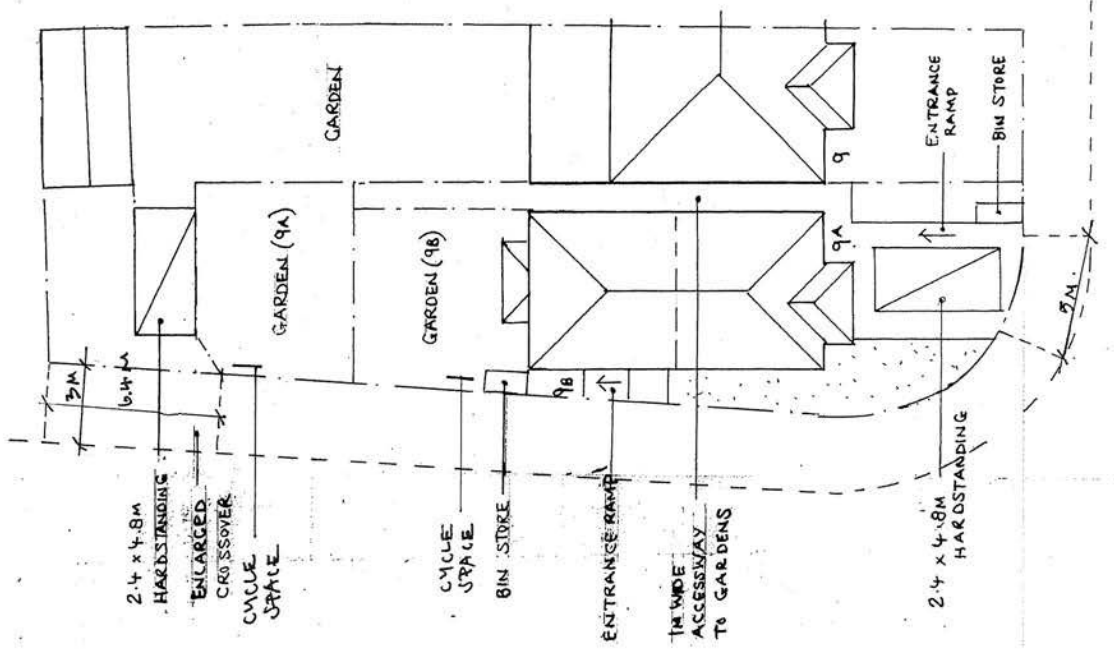 2.4 x 4.8M
HARDSTANDING
1M WIDE
ACCESSWAY
TO GARDENS
ENTRANCE RAMP
BIN STORE
CYCLE
SPACE
CYCLE
SPACE
ENLARGED
CROSSOVER
2.4 x 4.8M
HARDSTANDING
3M
6.4M
9B
GARDEN (9B)
GARDEN (9A)
9A
9
GARDEN
ENTRANCE
RAMP
BIN STORE
5M.